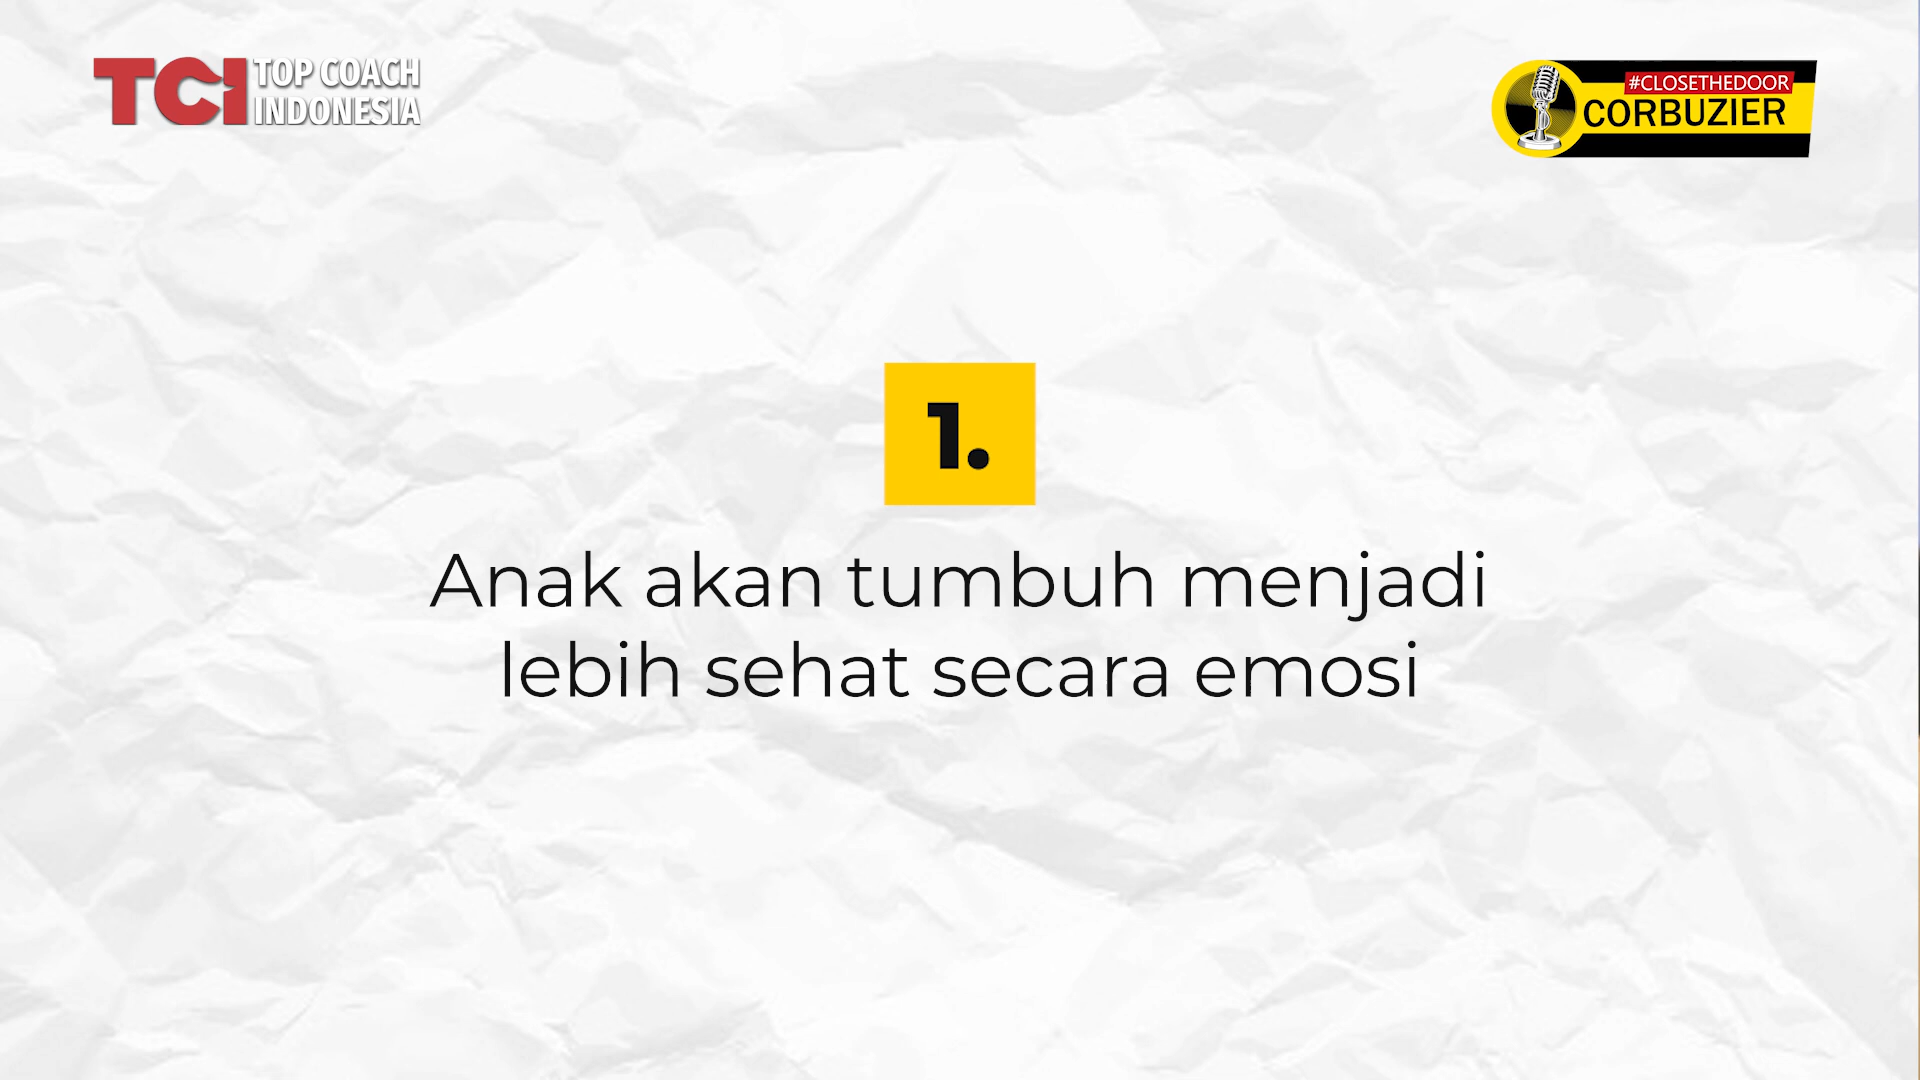 TCI TOP COACH
INDONESIA
#CLOSETHEDOOR
CORBUZIER
1.
Anak akan tumbuh menjadi
lebih sehat secara emosi